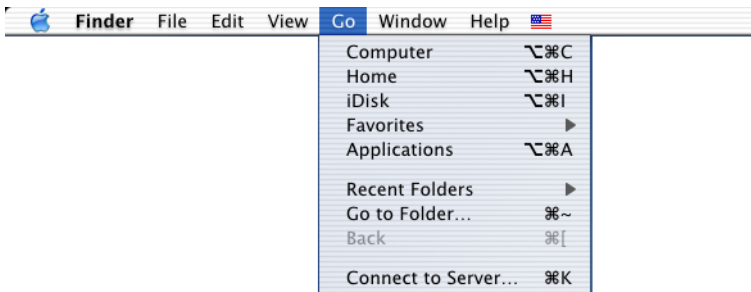 Finder File Edit View Go Window Help
Computer ⌥⌘C
Home ⌥⌘H
iDisk ⌥⌘I
Favorites
Applications ⌥⌘A
Recent Folders
Go to Folder... ⌘~
Back ⌘[
Connect to Server... ⌘K